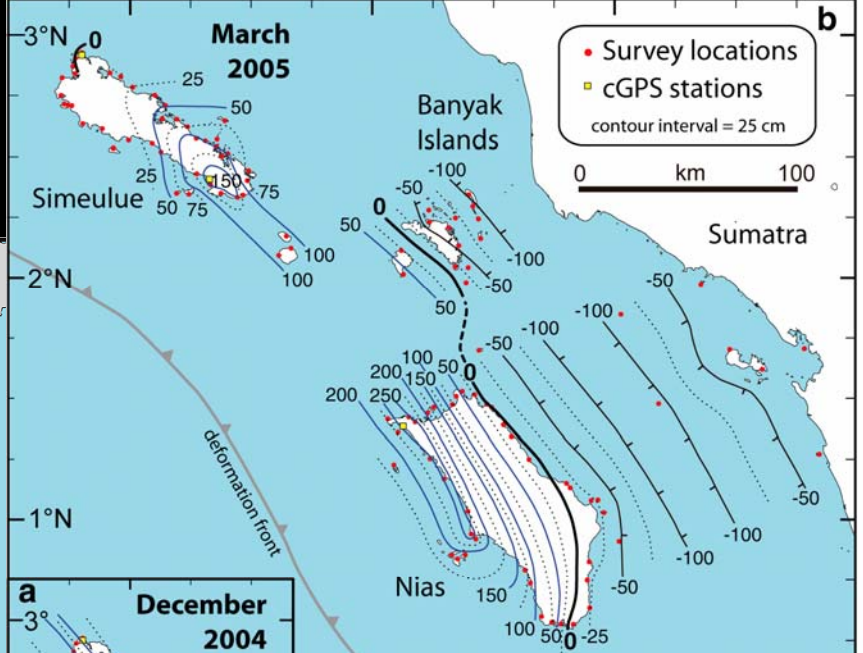 b
3°N
0
March
2005
Survey locations
cGPS stations
contour interval = 25 cm
0 km 100
25
50
Banyak
Islands
25
150
75
50
75
Simeulue
100
100
-100
-50
0
50
-100
-50
50
Sumatra
2°N
-50
-100
-100
-50
100
50
0
200
150
200
250
deformation front
-50
1°N
-100
-100
Nias
150
-50
100
50
0
-25
a
December
2004
3°